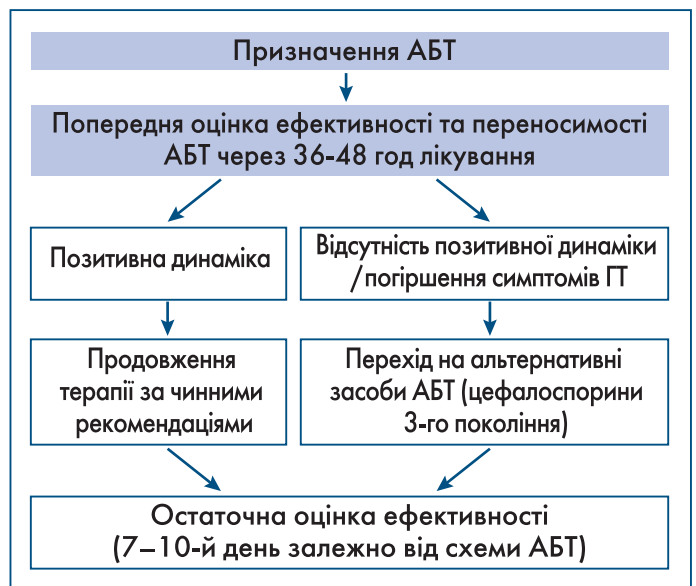 Призначення АБТ
Попередня оцінка ефективності та переносимості
АБТ через 36-48 год лікування
Позитивна динаміка
Відсутність позитивної динаміки
/погіршення симптомів ГТ
Продовження
терапії за чинними
рекомендаціями
Перехід на альтернативні
засоби АБТ (цефалоспорини
3-го покоління)
Остаточна оцінка ефективності
(7–10-й день залежно від схеми АБТ)